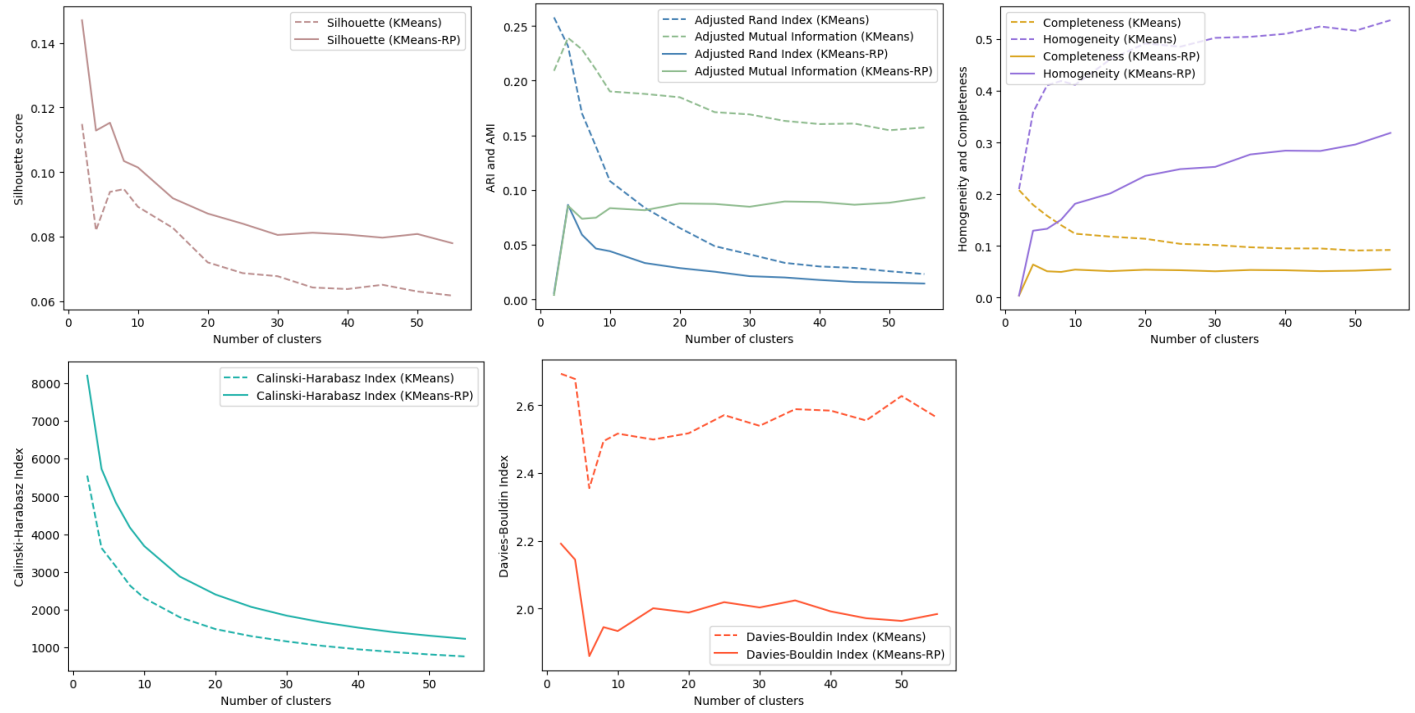 Silhouette (KMeans)
Silhouette (KMeans-RP)
0.14
0.12
0.10
0.08
0.06
Silhouette score
0 10 20 30 40 50
Number of clusters
Adjusted Rand Index (KMeans)
Adjusted Mutual Information (KMeans)
Adjusted Rand Index (KMeans-RP)
Adjusted Mutual Information (KMeans-RP)
0.25
0.20
0.15
0.10
0.05
0.00
ARI and AMI
0 10 20 30 40 50
Number of clusters
Completeness (KMeans)
Homogeneity (KMeans)
Completeness (KMeans-RP)
Homogeneity (KMeans-RP)
0.5
0.4
0.3
0.2
0.1
0.0
Homogeneity and Completeness
0 10 20 30 40 50
Number of clusters
Calinski-Harabasz Index (KMeans)
Calinski-Harabasz Index (KMeans-RP)
8000
7000
6000
5000
4000
3000
2000
1000
Calinski-Harabasz Index
0 10 20 30 40 50
Number of clusters
2.6
2.4
2.2
2.0
Davies-Bouldin Index
Davies-Bouldin Index (KMeans)
Davies-Bouldin Index (KMeans-RP)
0 10 20 30 40 50
Number of clusters